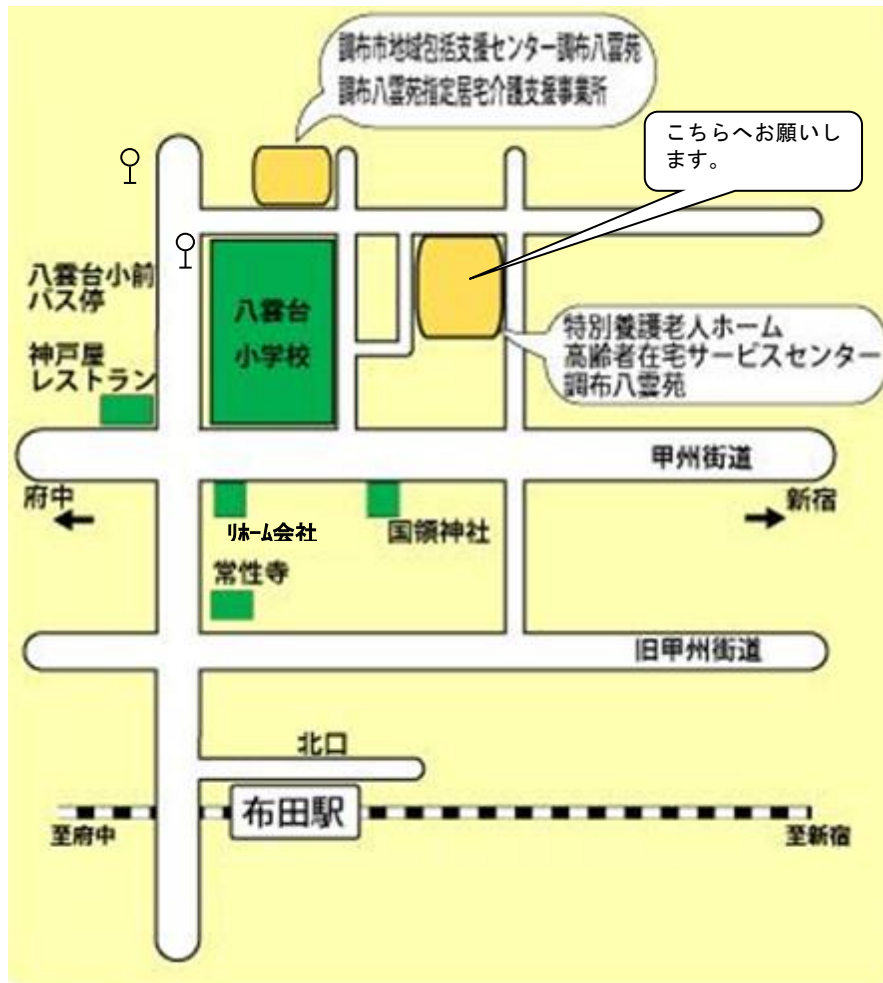 調布市地域包括支援センター調布八雲苑
調布八雲苑指定居宅介護支援事業所
こちらへお願いし
ます。
八雲台小前
バス停
八雲台
小学校
神戸屋
レストラン
特別養護老人ホーム
高齢者在宅サービスセンター
調布八雲苑
甲州街道
府中
新宿
ﾘﾎｰﾑ会社
国領神社
常性寺
旧甲州街道
北口
布田駅
至府中
至新宿